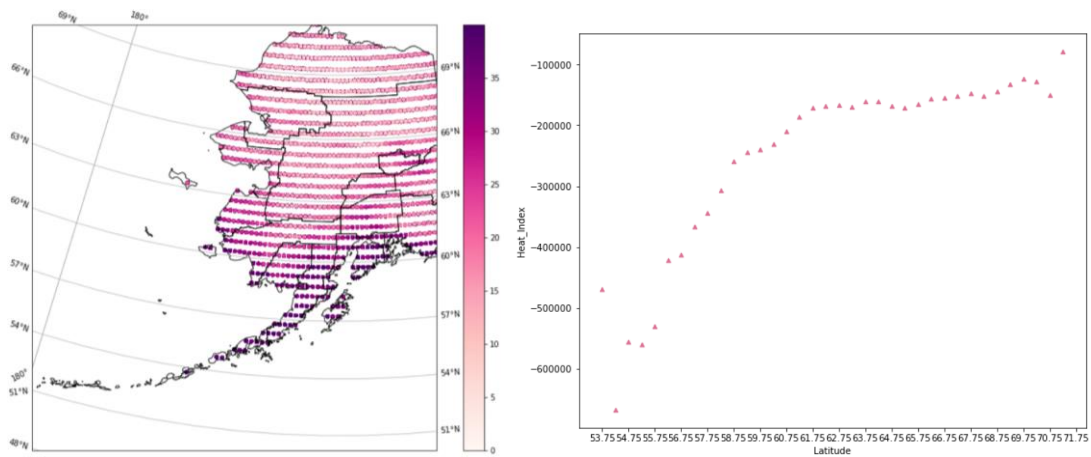 69°N
180°
66°N
63°N
60°N
57°N
54°N
180°
51°N
48°N
69°N
66°N
63°N
60°N
57°N
54°N
51°N
35
30
25
20
15
10
5
0
Heat_Index
−100000
−200000
−300000
−400000
−500000
−600000
53.75 54.75 55.75 56.75 57.75 58.75 59.75 60.75 61.75 62.75 63.75 64.75 65.75 66.75 67.75 68.75 69.75 70.75 71.75
Latitude